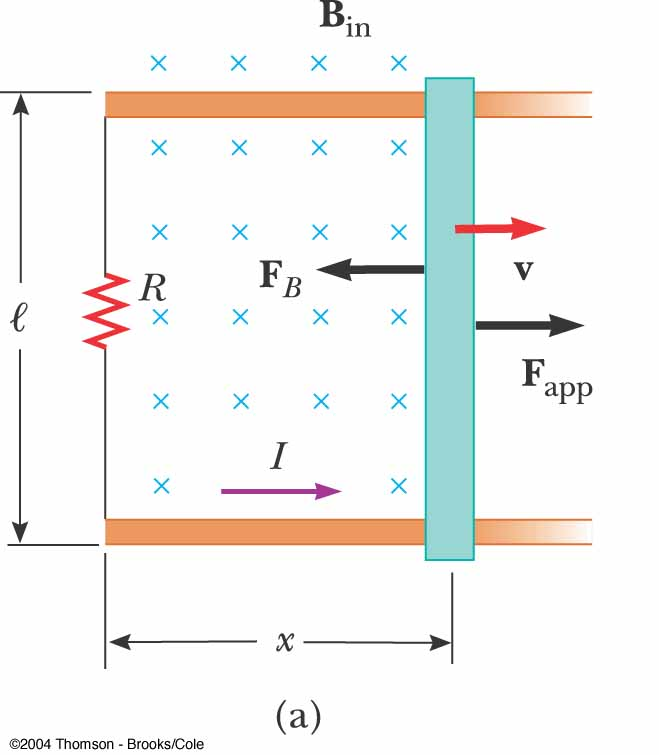 B_in
R
F_B
v
ℓ
F_app
I
x
(a)
©2004 Thomson - Brooks/Cole